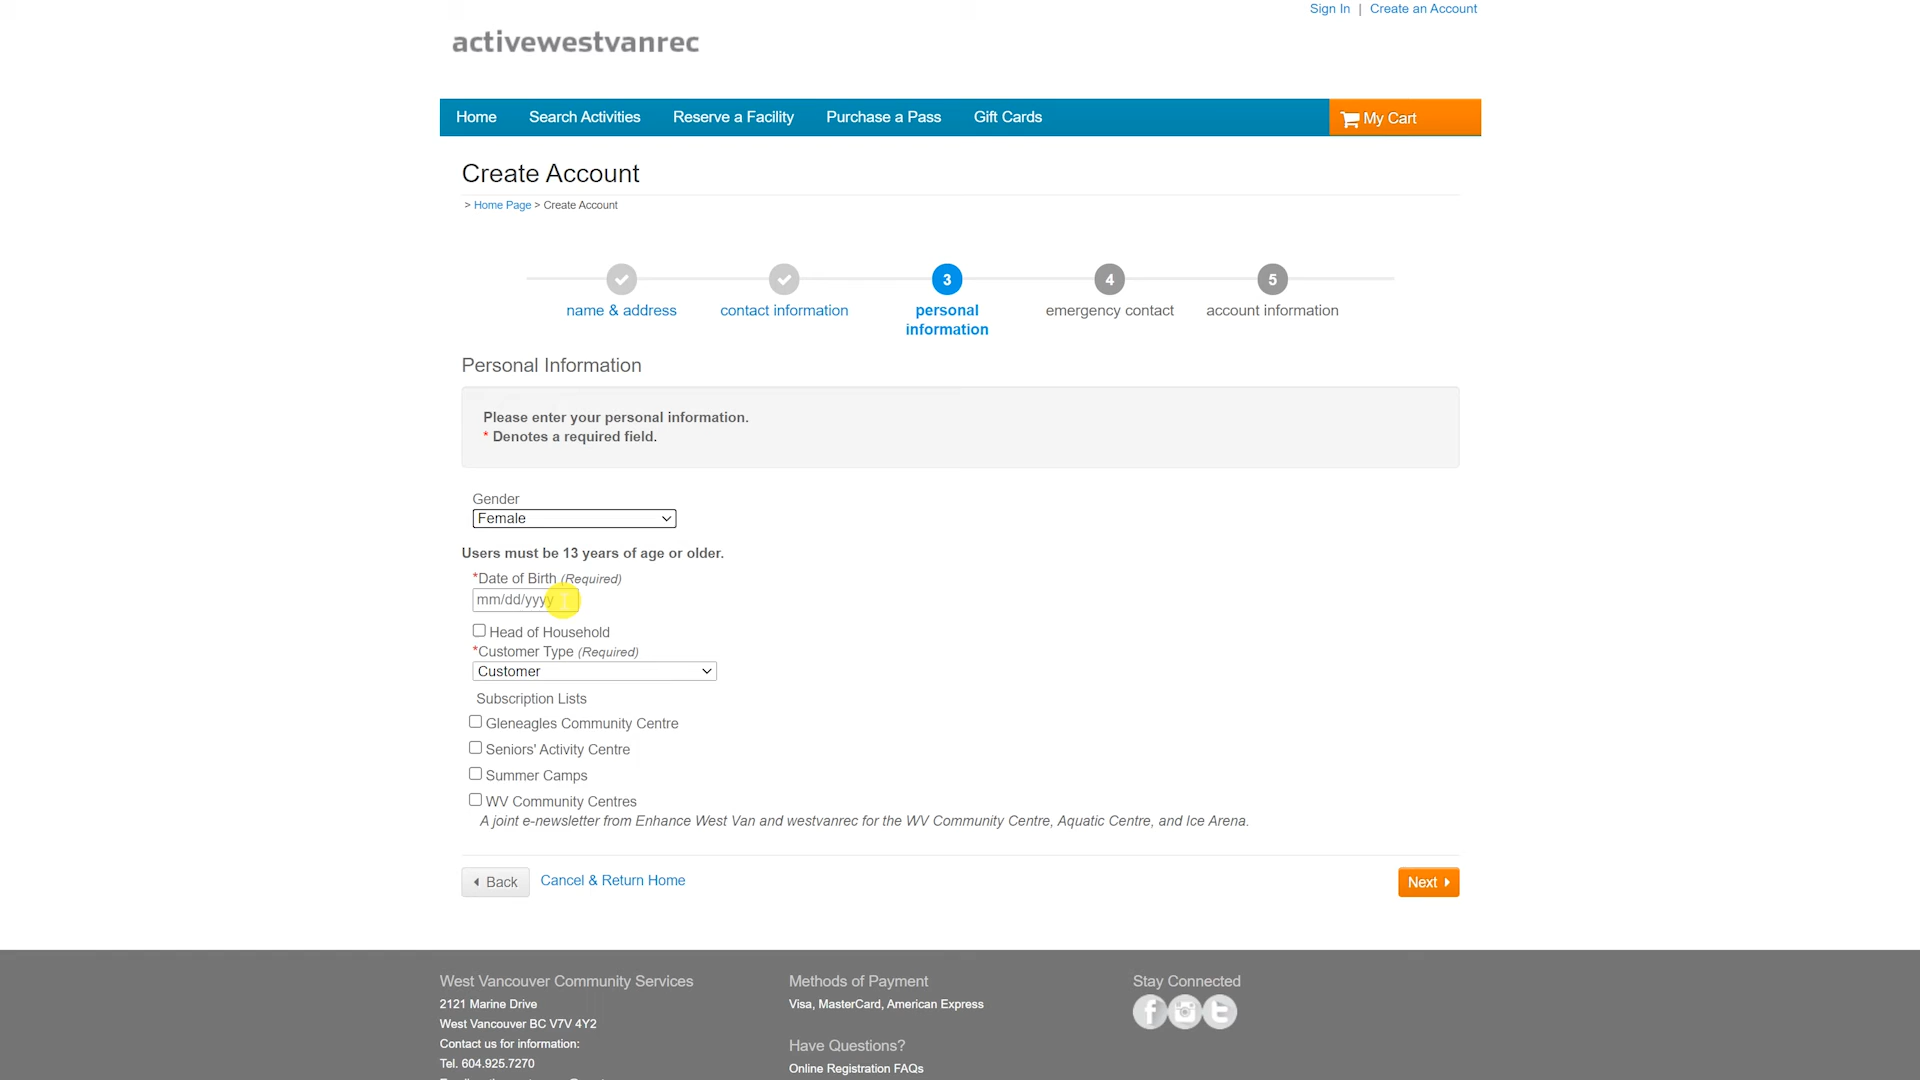 Sign In | Create an Account
activewestvanrec
Home Search Activities Reserve a Facility Purchase a Pass Gift Cards My Cart
Create Account
> Home Page > Create Account
3 4 5
name & address contact information personal information emergency contact account information
Personal Information
Please enter your personal information.
* Denotes a required field.
Gender
Female
Users must be 13 years of age or older.
*Date of Birth (Required)
mm/dd/yyyy
Head of Household
*Customer Type (Required)
Customer
Subscription Lists
Gleneagles Community Centre
Seniors' Activity Centre
Summer Camps
WV Community Centres
A joint e-newsletter from Enhance West Van and westvanrec for the WV Community Centre, Aquatic Centre, and Ice Arena.
Back Cancel & Return Home Next
West Vancouver Community Services
2121 Marine Drive
West Vancouver BC V7V 4Y2
Contact us for information:
Tel. 604.925.7270
Methods of Payment
Visa, MasterCard, American Express
Have Questions?
Online Registration FAQs
Stay Connected